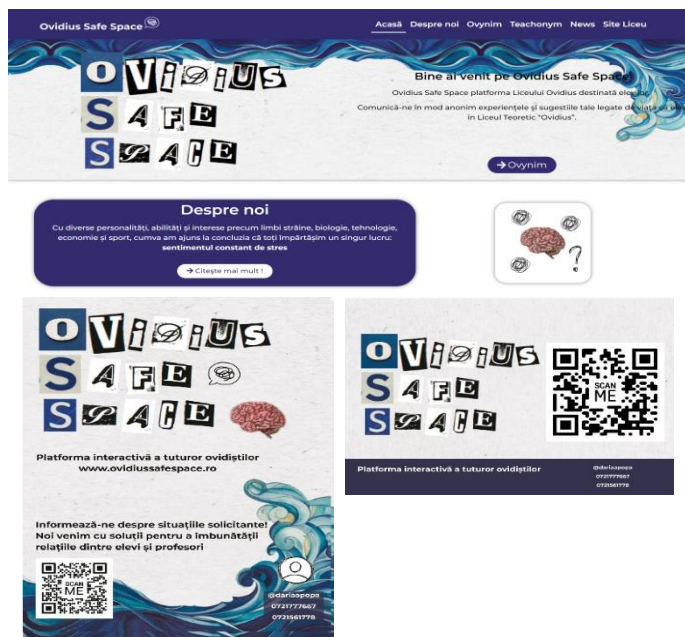 Ovidius Safe Space
Acasă Despre noi Ovynim Teachonym News Site Liceu
OViDiUS
SAFE
SPACE
Bine ai venit pe Ovidius Safe Space!
Ovidius Safe Space platforma Liceului Ovidius destinată elevilor.
Comunică-ne în mod anonim experiențele și sugestiile tale legate de viața ca elev
în Liceul Teoretic "Ovidius".
→ Ovynim
Despre noi
Cu diverse personalități, abilități și interese precum limbi străine, biologie, tehnologie,
economie și sport, cumva am ajuns la concluzia că toți împărtășim un singur lucru:
sentimentul constant de stres
→ Citește mai mult !
?
OViDiUS
SAFE
SPACE
Platforma interactivă a tuturor ovidiștilor
www.ovidiussafespace.ro
Informează-ne despre situațiile solicitante!
Noi venim cu soluții pentru a îmbunătății
relațiile dintre elevi și profesori
SCAN
ME
@dariaapopa
0721777667
0721561778
OViDiUS
SAFE
SPACE
SCAN
ME
Platforma interactivă a tuturor ovidiștilor
@dariaapopa
0721777667
0721561778